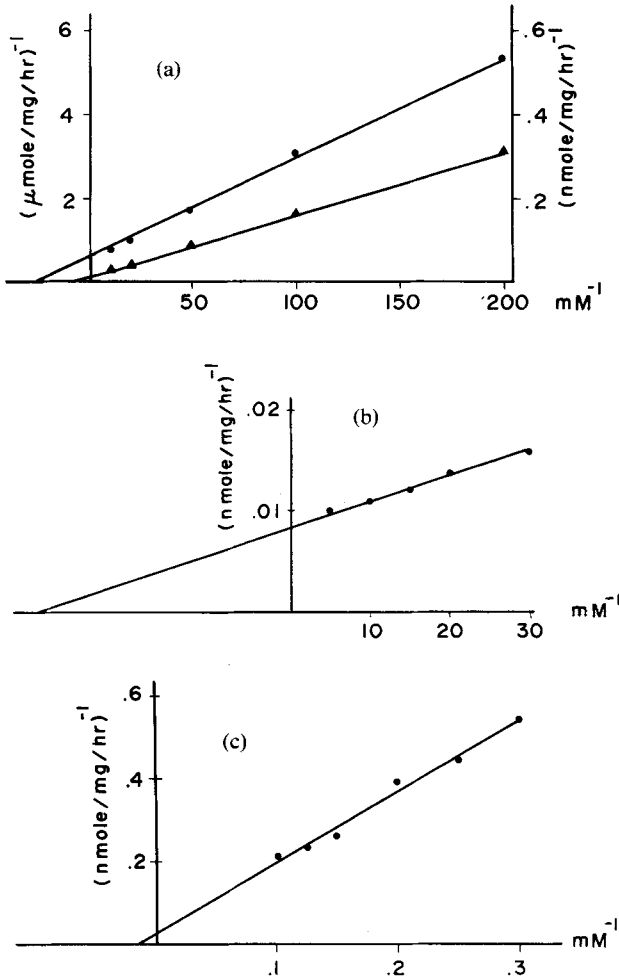 (a)
(μmole/mg/hr)⁻¹
6
4
2
(nmole/mg/hr)⁻¹
.6
.4
.2
50 100 150 200 mM⁻¹
(b)
(nmole/mg/hr)⁻¹
.02
.01
10 20 30 mM⁻¹
(c)
(nmole/mg/hr)⁻¹
.6
.4
.2
.1 .2 .3 mM⁻¹